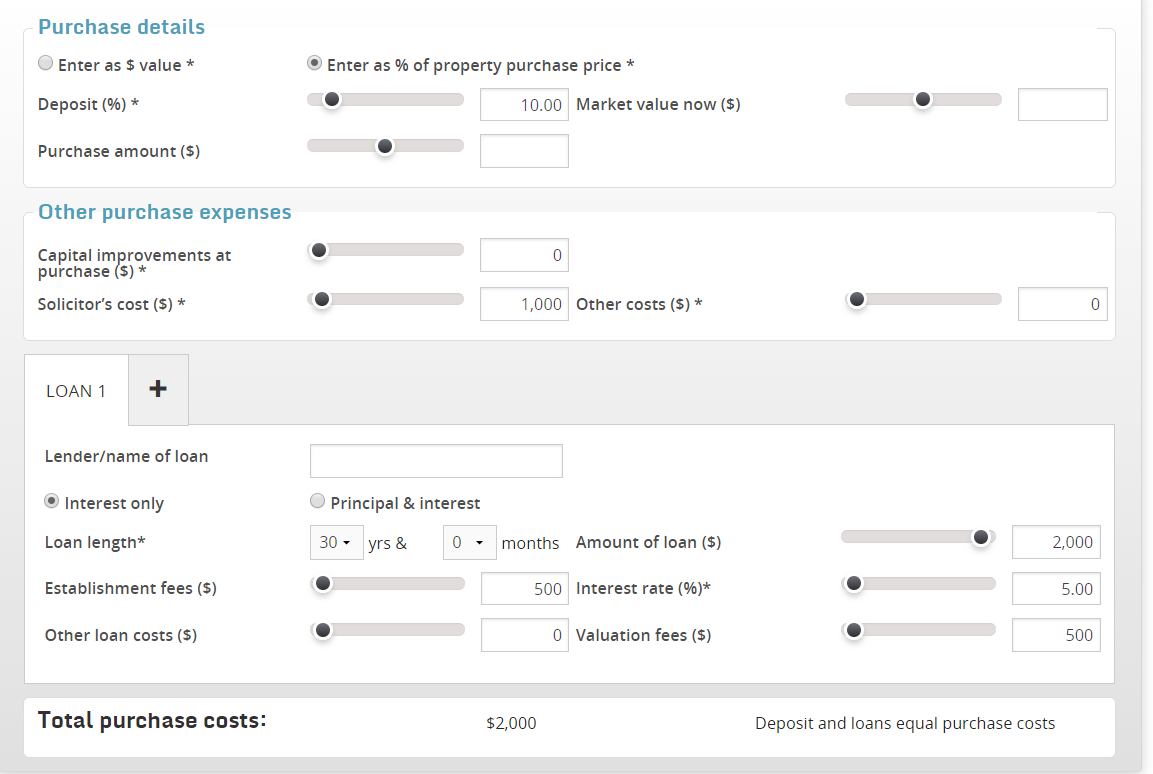 Purchase details
Enter as $ value * Enter as % of property purchase price *
Deposit (%) * 10.00 Market value now ($)
Purchase amount ($)
Other purchase expenses
Capital improvements at
purchase ($) * 0
Solicitor’s cost ($) * 1,000 Other costs ($) * 0
LOAN 1 +
Lender/name of loan
Interest only Principal & interest
Loan length* 30 yrs & 0 months Amount of loan ($) 2,000
Establishment fees ($) 500 Interest rate (%)* 5.00
Other loan costs ($) 0 Valuation fees ($) 500
Total purchase costs: $2,000 Deposit and loans equal purchase costs